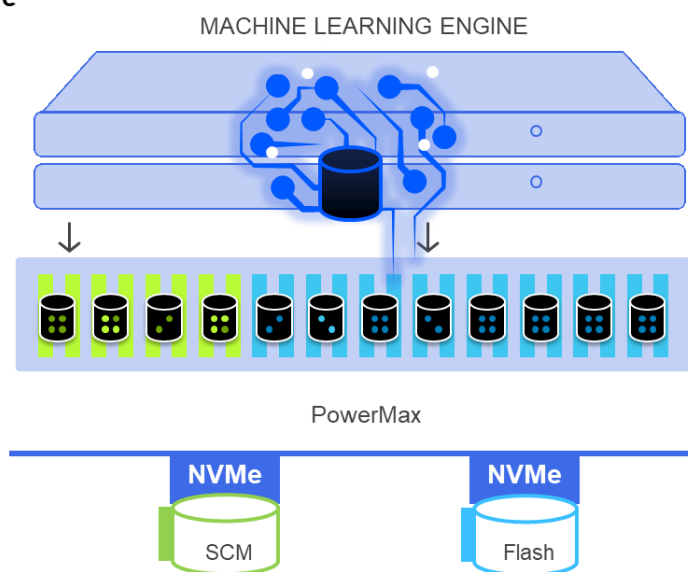 MACHINE LEARNING ENGINE
PowerMax
NVMe
NVMe
SCM
Flash